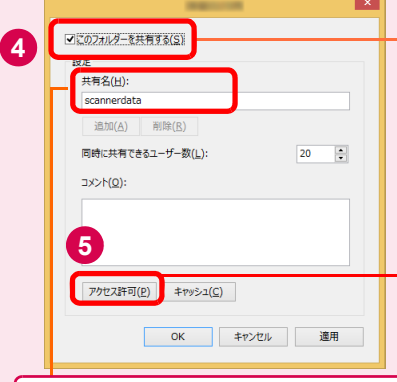 4
このフォルダーを共有する(S)
設定
共有名(H):
scannerdata
追加(A) 削除(R)
同時に共有できるユーザー数(L): 20
コメント(O):
5
アクセス許可(P) キャッシュ(C)
OK キャンセル 適用